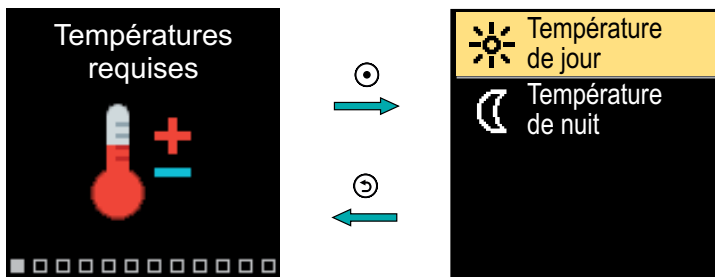 Températures
requises
Température
de jour
Température
de nuit